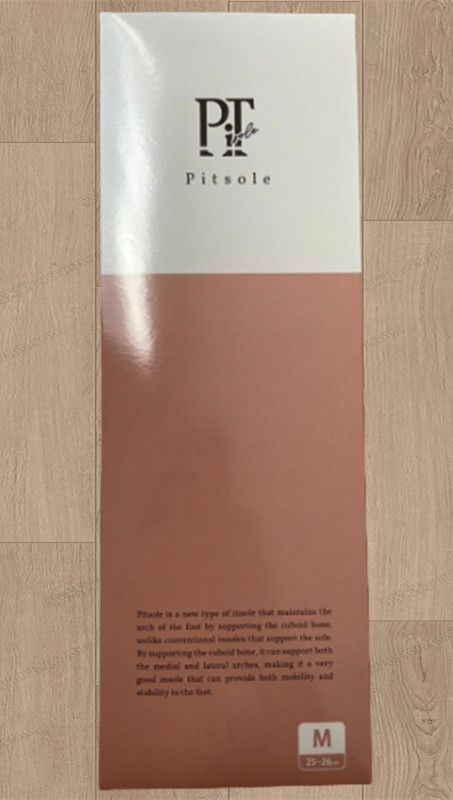 PiT
sole
Pitsole
Pitsole is a new type of insole that maintains the
arch of the foot by supporting the cuboid bone,
unlike conventional insoles that support the sole.
By supporting the cuboid bone, it can support both
the medial and lateral arches, making it a very
good insole that can provide both mobility and
stability to the foot.
M
25-26cm